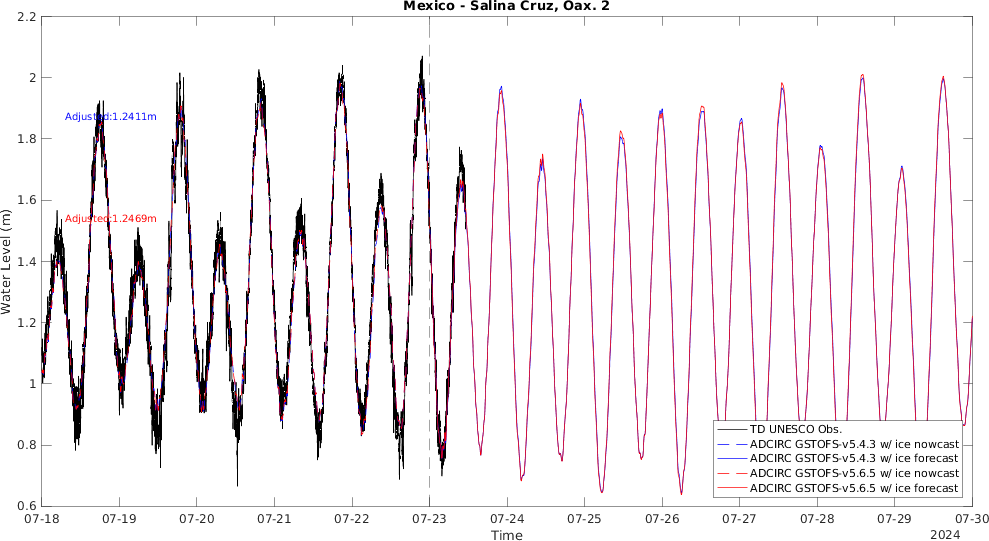 Mexico - Salina Cruz, Oax. 2
2.2
2
1.8
1.6
1.4
1.2
1
0.8
0.6
Water Level (m)
Adjusted:1.2411m
Adjusted:1.2469m
TD UNESCO Obs.
ADCIRC GSTOFS-v5.4.3 w/ ice nowcast
ADCIRC GSTOFS-v5.4.3 w/ ice forecast
ADCIRC GSTOFS-v5.6.5 w/ ice nowcast
ADCIRC GSTOFS-v5.6.5 w/ ice forecast
07-18 07-19 07-20 07-21 07-22 07-23 07-24 07-25 07-26 07-27 07-28 07-29 07-30
Time
2024